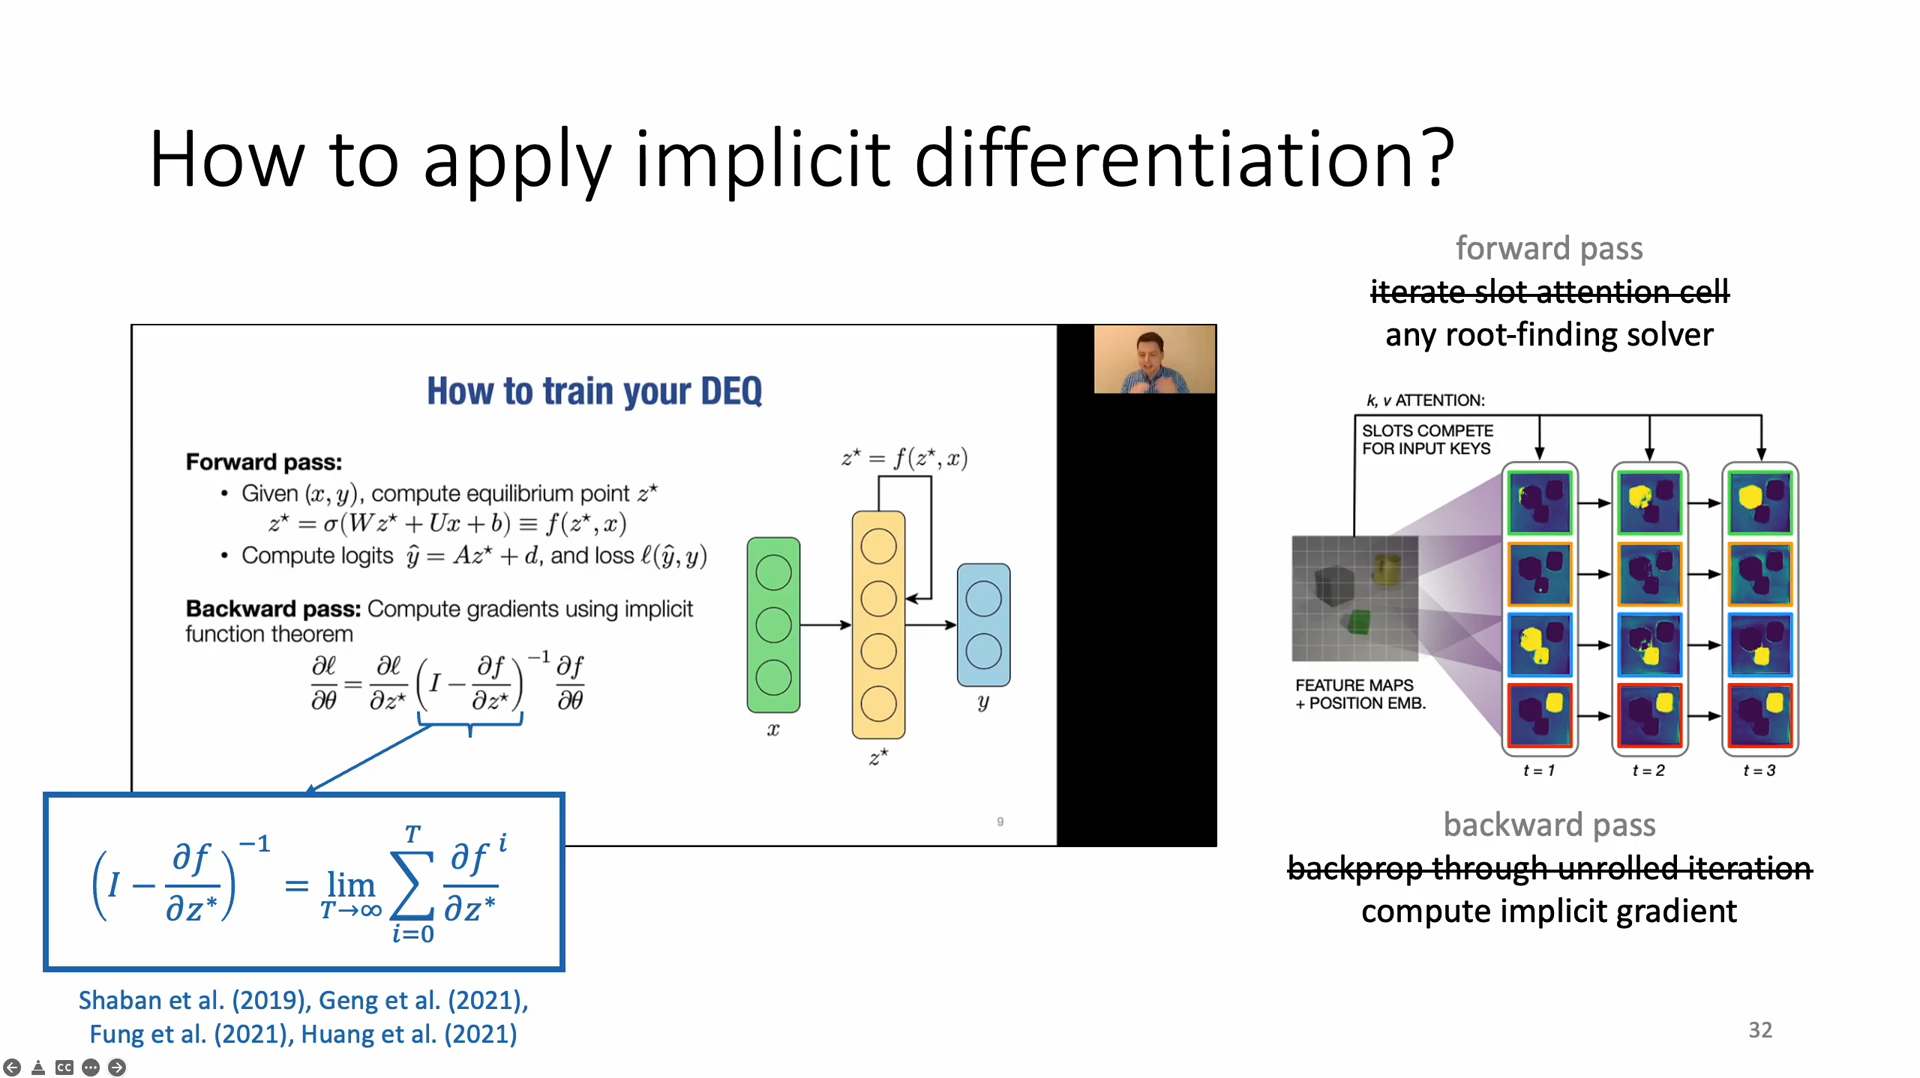 How to apply implicit differentiation?
forward pass
iterate slot attention cell
any root-finding solver
How to train your DEQ
Forward pass:
• Given (x, y), compute equilibrium point z⋆
z⋆ = σ(Wz⋆ + Ux + b) ≡ f(z⋆, x)
• Compute logits ŷ = Az⋆ + d, and loss ℓ(ŷ, y)
Backward pass: Compute gradients using implicit
function theorem
∂ℓ/∂θ = ∂ℓ/∂z⋆ (I − ∂f/∂z⋆)⁻¹ ∂f/∂θ
z⋆ = f(z⋆, x)
x
z⋆
y
9
k, v ATTENTION:
SLOTS COMPETE
FOR INPUT KEYS
FEATURE MAPS
+ POSITION EMB.
t = 1
t = 2
t = 3
(I − ∂f/∂z*)⁻¹ = lim T→∞ ∑ i=0 T ∂f/∂z* i
Shaban et al. (2019), Geng et al. (2021),
Fung et al. (2021), Huang et al. (2021)
backward pass
backprop through unrolled iteration
compute implicit gradient
32
CC